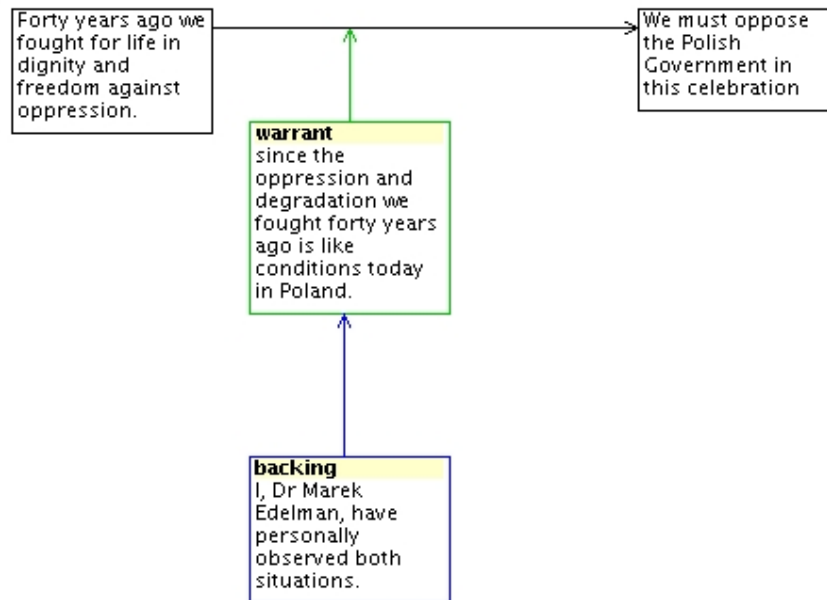 Forty years ago we
fought for life in
dignity and
freedom against
oppression.
We must oppose
the Polish
Government in
this celebration
warrant
since the
oppression and
degradation we
fought forty years
ago is like
conditions today
in Poland.
backing
I, Dr Marek
Edelman, have
personally
observed both
situations.